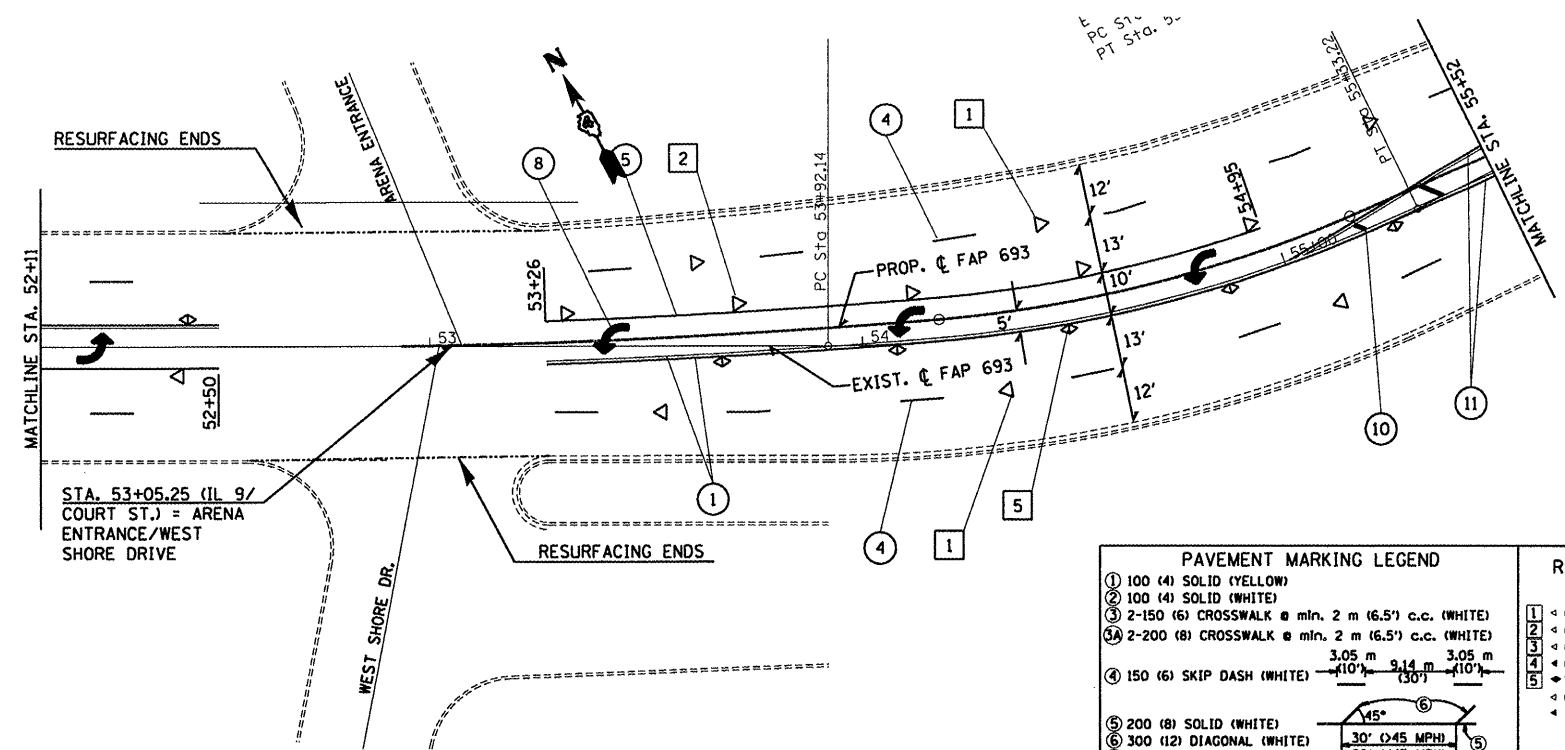 PC Sta.
PT Sta.
N
4
RESURFACING ENDS
ARENA ENTRANCE
8
5
2
4
1
PC Sta 53+92.14
PT Sta 55+33.22
MATCHLINE STA. 55+52
MATCHLINE STA. 52+11
53+26
54+95
12'
13'
10'
5'
13'
12'
PROP. ℄ FAP 693
EXIST. ℄ FAP 693
53
54
55+00
52+50
STA. 53+05.25 (IL 9/
COURT ST.) = ARENA
ENTRANCE/WEST
SHORE DRIVE
RESURFACING ENDS
WEST SHORE DR.
1
4
1
5
10
11
PAVEMENT MARKING LEGEND
1 100 (4) SOLID (YELLOW)
2 100 (4) SOLID (WHITE)
3 2-150 (6) CROSSWALK @ min. 2 m (6.5') c.c. (WHITE)
3A 2-200 (8) CROSSWALK @ min. 2 m (6.5') c.c. (WHITE)
4 150 (6) SKIP DASH (WHITE) 3.05 m (10') 9.14 m (30') 3.05 m (10')
5 200 (8) SOLID (WHITE)
6 300 (12) DIAGONAL (WHITE)
45°
6
30' (>45 MPH)
5
R
1
2
3
4
5